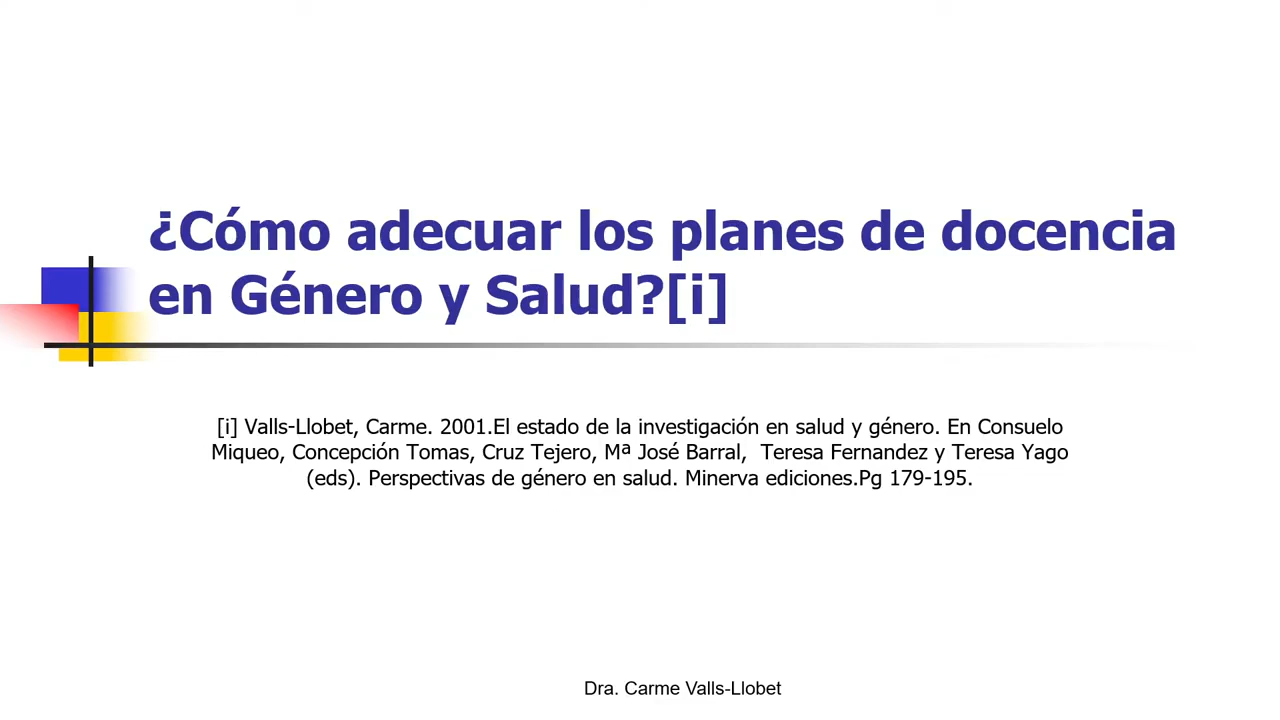 ¿Cómo adecuar los planes de docencia
en Género y Salud?[i]
[i] Valls-Llobet, Carme. 2001.El estado de la investigación en salud y género. En Consuelo
Miqueo, Concepción Tomas, Cruz Tejero, Mª José Barral,  Teresa Fernandez y Teresa Yago
(eds). Perspectivas de género en salud. Minerva ediciones.Pg 179-195.
Dra. Carme Valls-Llobet